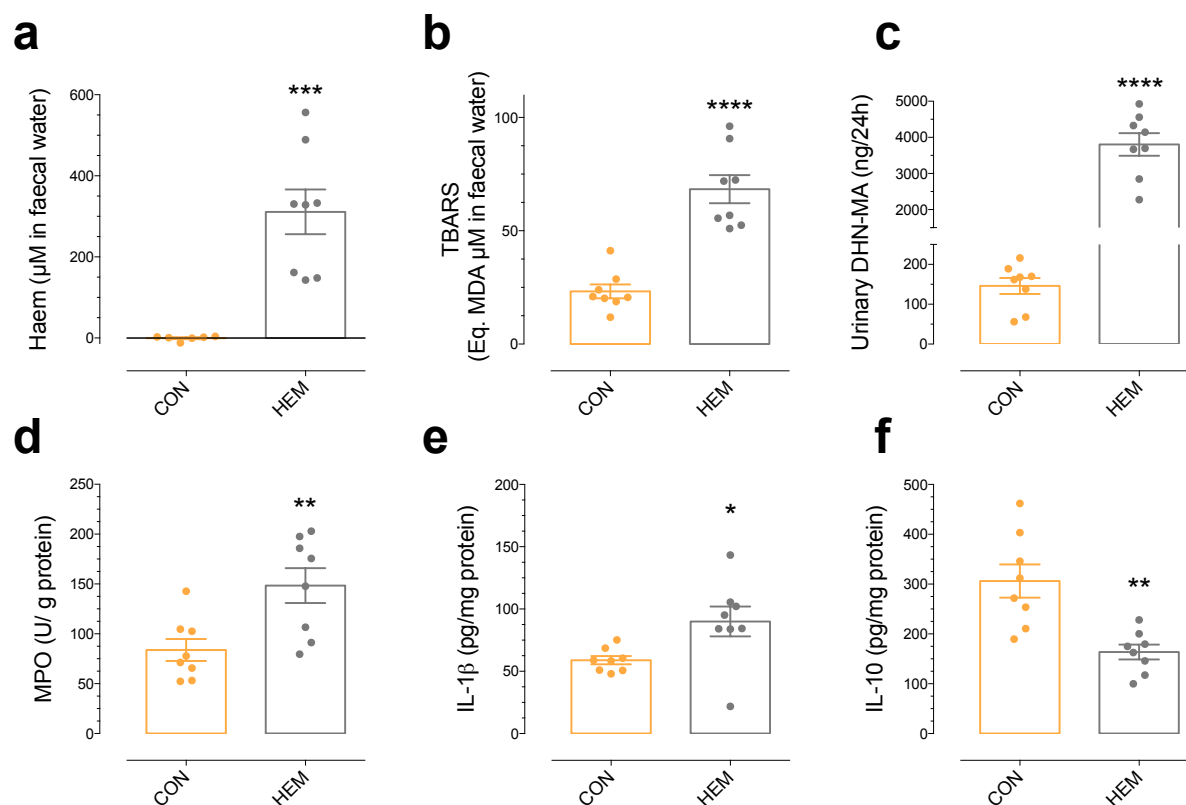 a
Haem (µM in faecal water)
600
400
200
0
***
CON
HEM
b
TBARS
(Eq. MDA µM in faecal water)
100
50
0
****
CON
HEM
c
Urinary DHN-MA (ng/24h)
5000
4000
3000
2000
200
150
100
50
0
****
CON
HEM
d
MPO (U/ g protein)
250
200
150
100
50
0
**
CON
HEM
e
IL-1β (pg/mg protein)
200
150
100
50
0
*
CON
HEM
f
IL-10 (pg/mg protein)
500
400
300
200
100
0
**
CON
HEM